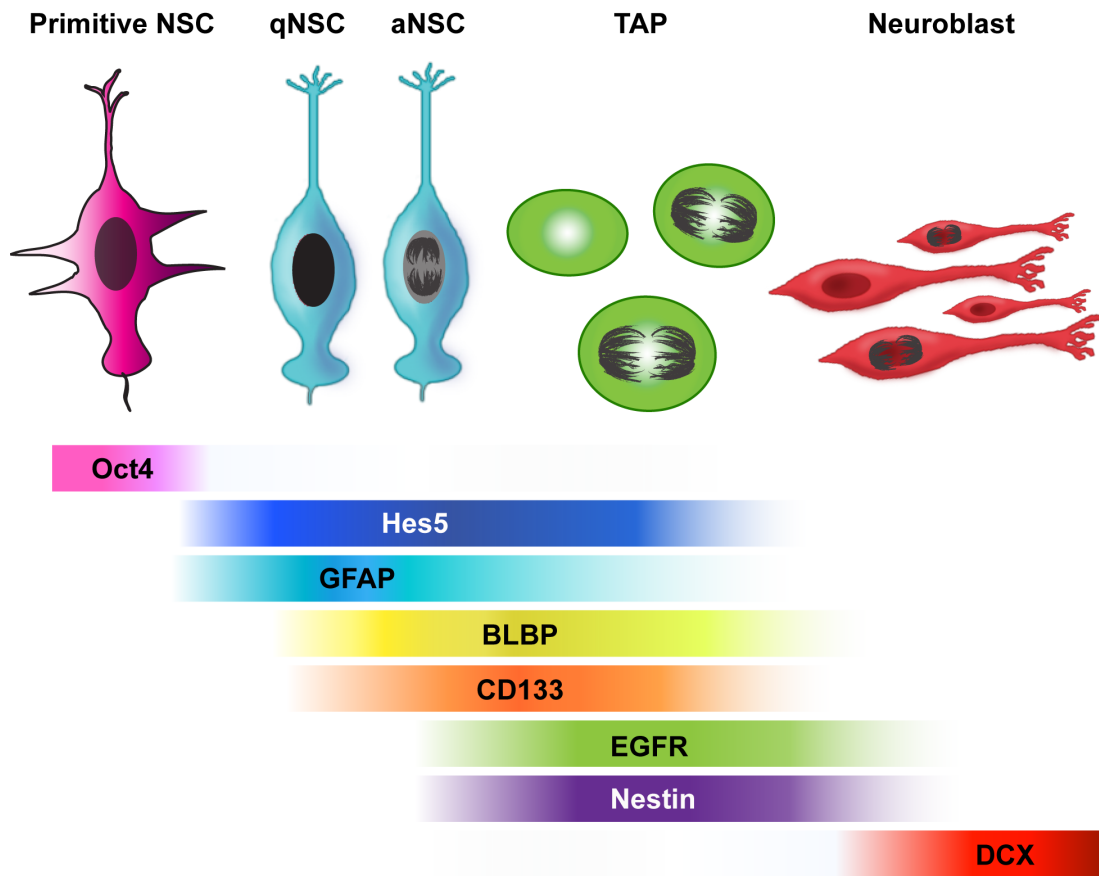 Primitive NSC qNSC aNSC TAP Neuroblast
Oct4
Hes5
GFAP
BLBP
CD133
EGFR
Nestin
DCX